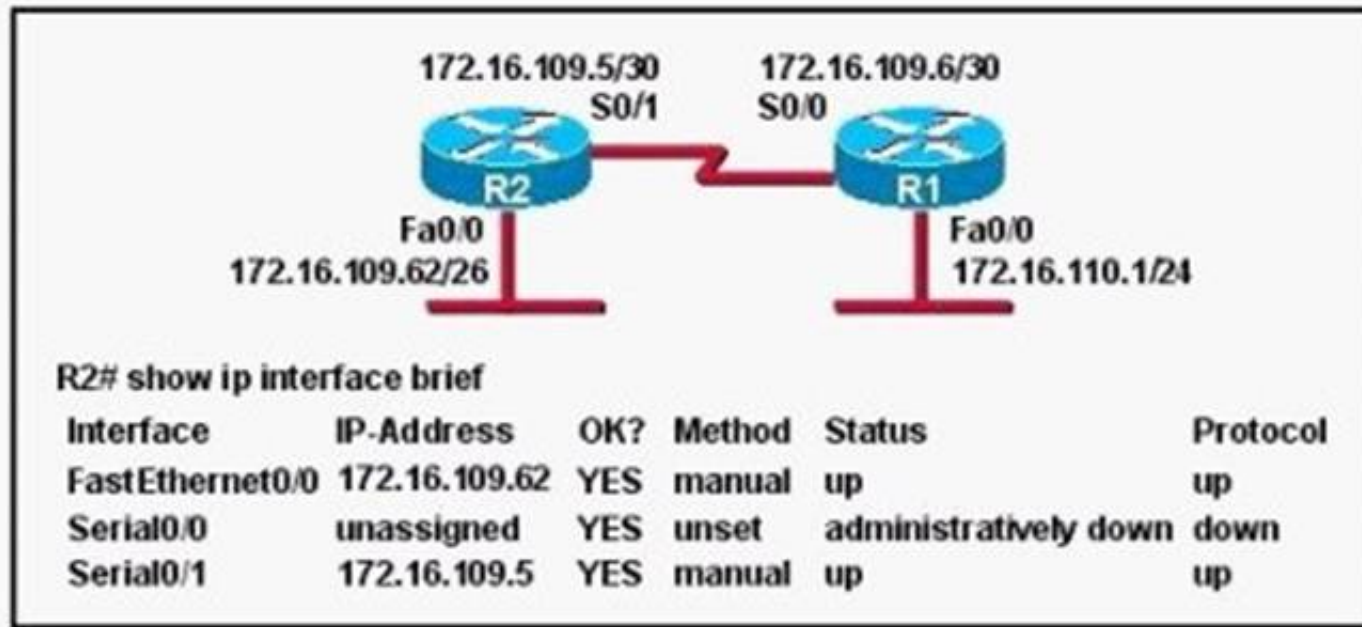 172.16.109.5/30 172.16.109.6/30
S0/1 S0/0
R2 R1
Fa0/0 Fa0/0
172.16.109.62/26 172.16.110.1/24
R2# show ip interface brief
Interface IP-Address OK? Method Status Protocol
FastEthernet0/0 172.16.109.62 YES manual up up
Serial0/0 unassigned YES unset administratively down down
Serial0/1 172.16.109.5 YES manual up up